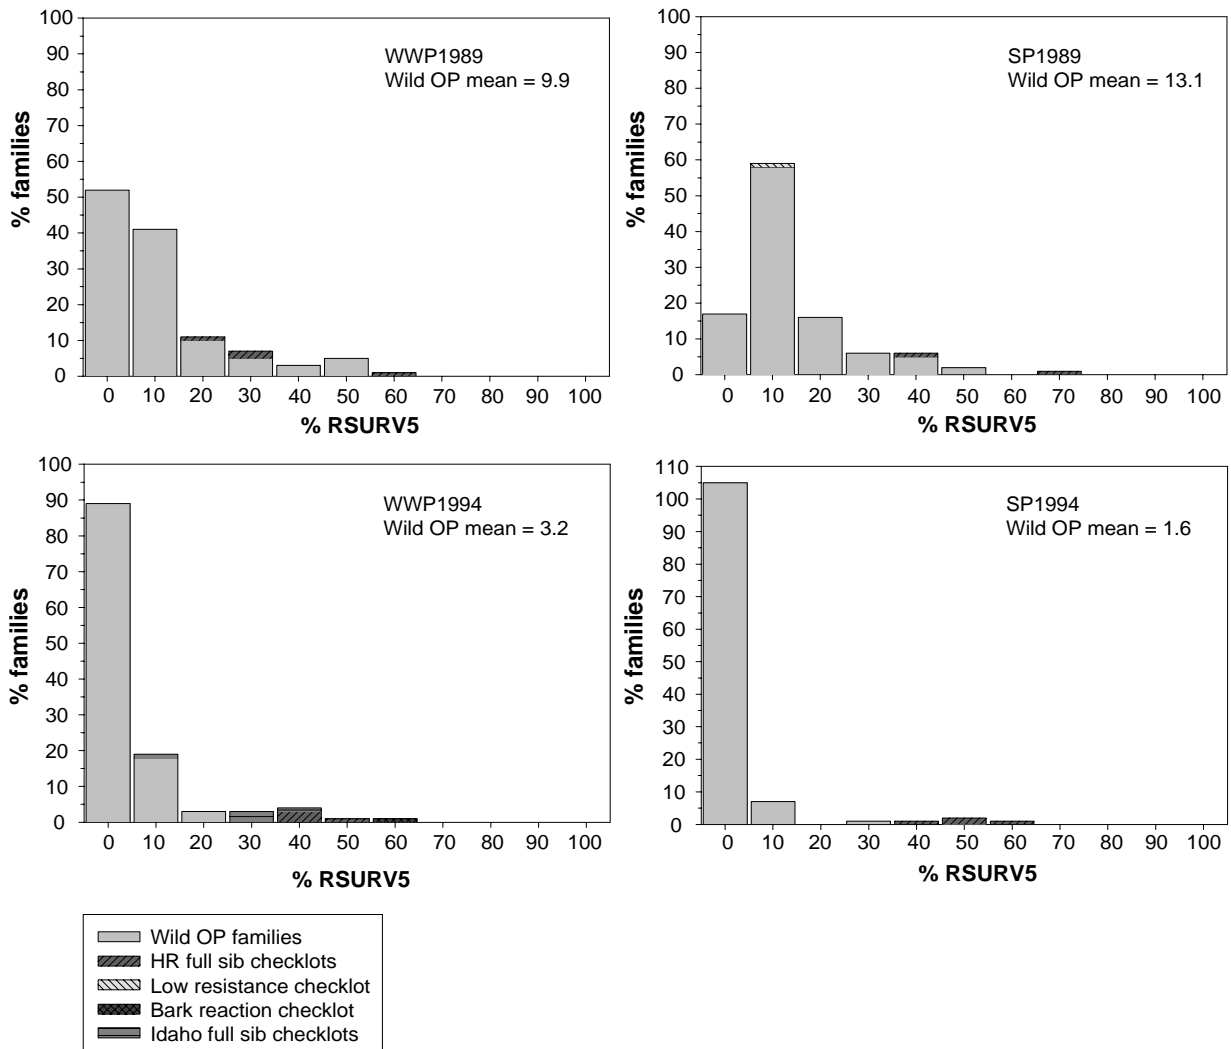 100
90
80
70
60
50
40
30
20
10
0
% families
WWP1989
Wild OP mean = 9.9
0 10 20 30 40 50 60 70 80 90 100
% RSURV5
100
90
80
70
60
50
40
30
20
10
0
% families
SP1989
Wild OP mean = 13.1
0 10 20 30 40 50 60 70 80 90 100
% RSURV5
100
90
80
70
60
50
40
30
20
10
0
% families
WWP1994
Wild OP mean = 3.2
0 10 20 30 40 50 60 70 80 90 100
% RSURV5
110
100
90
80
70
60
50
40
30
20
10
0
% families
SP1994
Wild OP mean = 1.6
0 10 20 30 40 50 60 70 80 90 100
% RSURV5
Wild OP families
HR full sib checklots
Low resistance checklot
Bark reaction checklot
Idaho full sib checklots